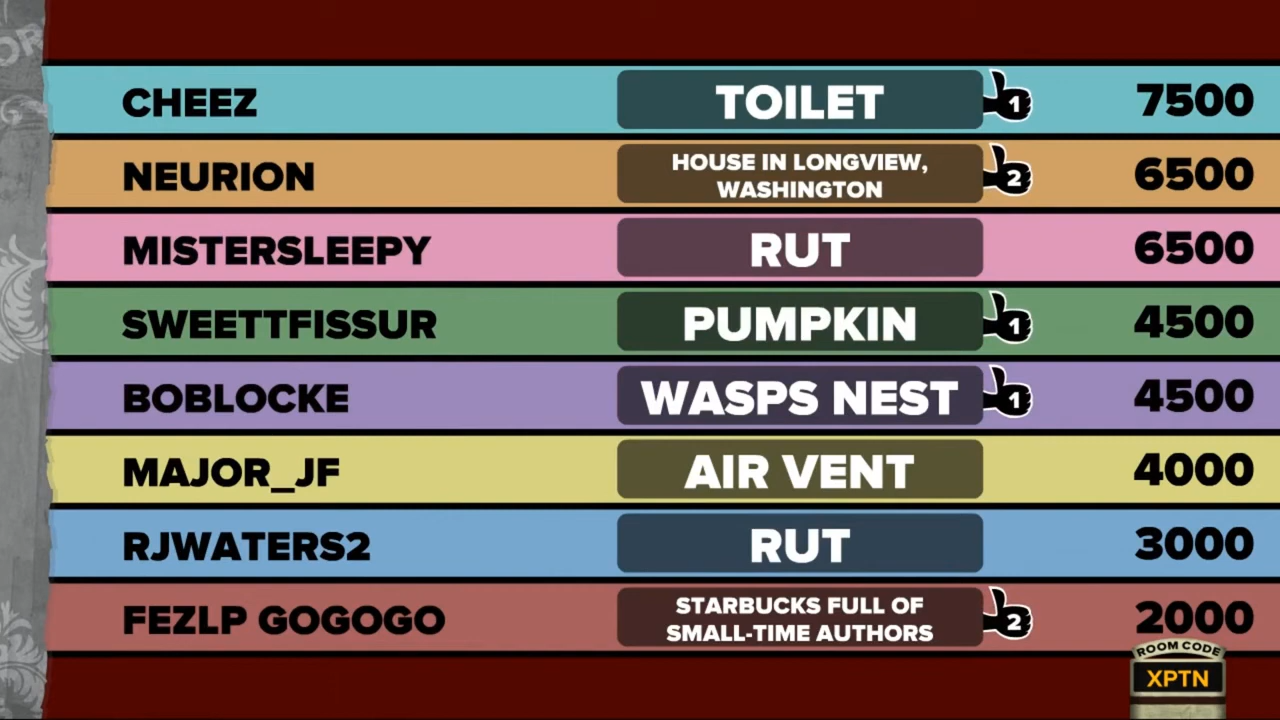 CHEEZ TOILET 1 7500
NEURION HOUSE IN LONGVIEW, WASHINGTON 2 6500
MISTERSLEEPY RUT 6500
SWEETTFISSUR PUMPKIN 1 4500
BOBLOCKE WASPS NEST 1 4500
MAJOR_JF AIR VENT 4000
RJWATERS2 RUT 3000
FEZLP GOGOGO STARBUCKS FULL OF SMALL-TIME AUTHORS 2 2000
ROOM CODE
XPTN